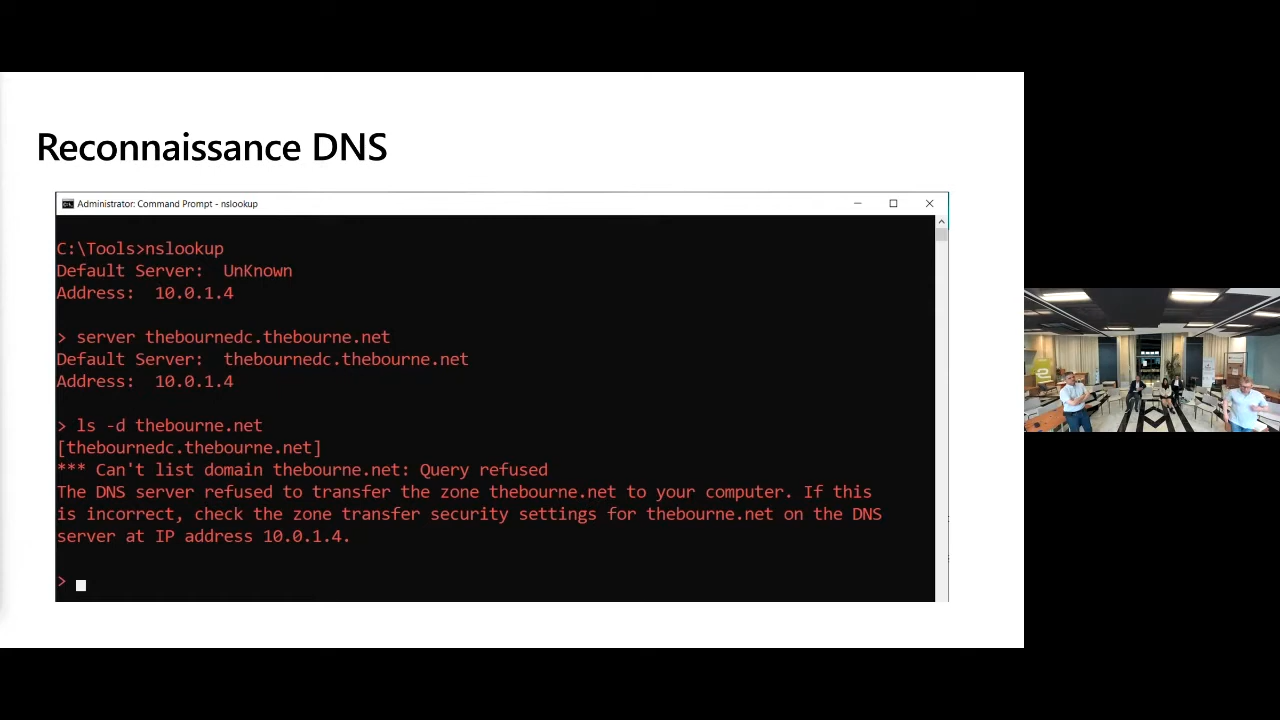 Reconnaissance DNS
Administrator: Command Prompt - nslookup
C:\Tools>nslookup
Default Server:  UnKnown
Address:  10.0.1.4
> server thebournedc.thebourne.net
Default Server:  thebournedc.thebourne.net
Address:  10.0.1.4
> ls -d thebourne.net
[thebournedc.thebourne.net]
*** Can't list domain thebourne.net: Query refused
The DNS server refused to transfer the zone thebourne.net to your computer. If this
is incorrect, check the zone transfer security settings for thebourne.net on the DNS
server at IP address 10.0.1.4.
>